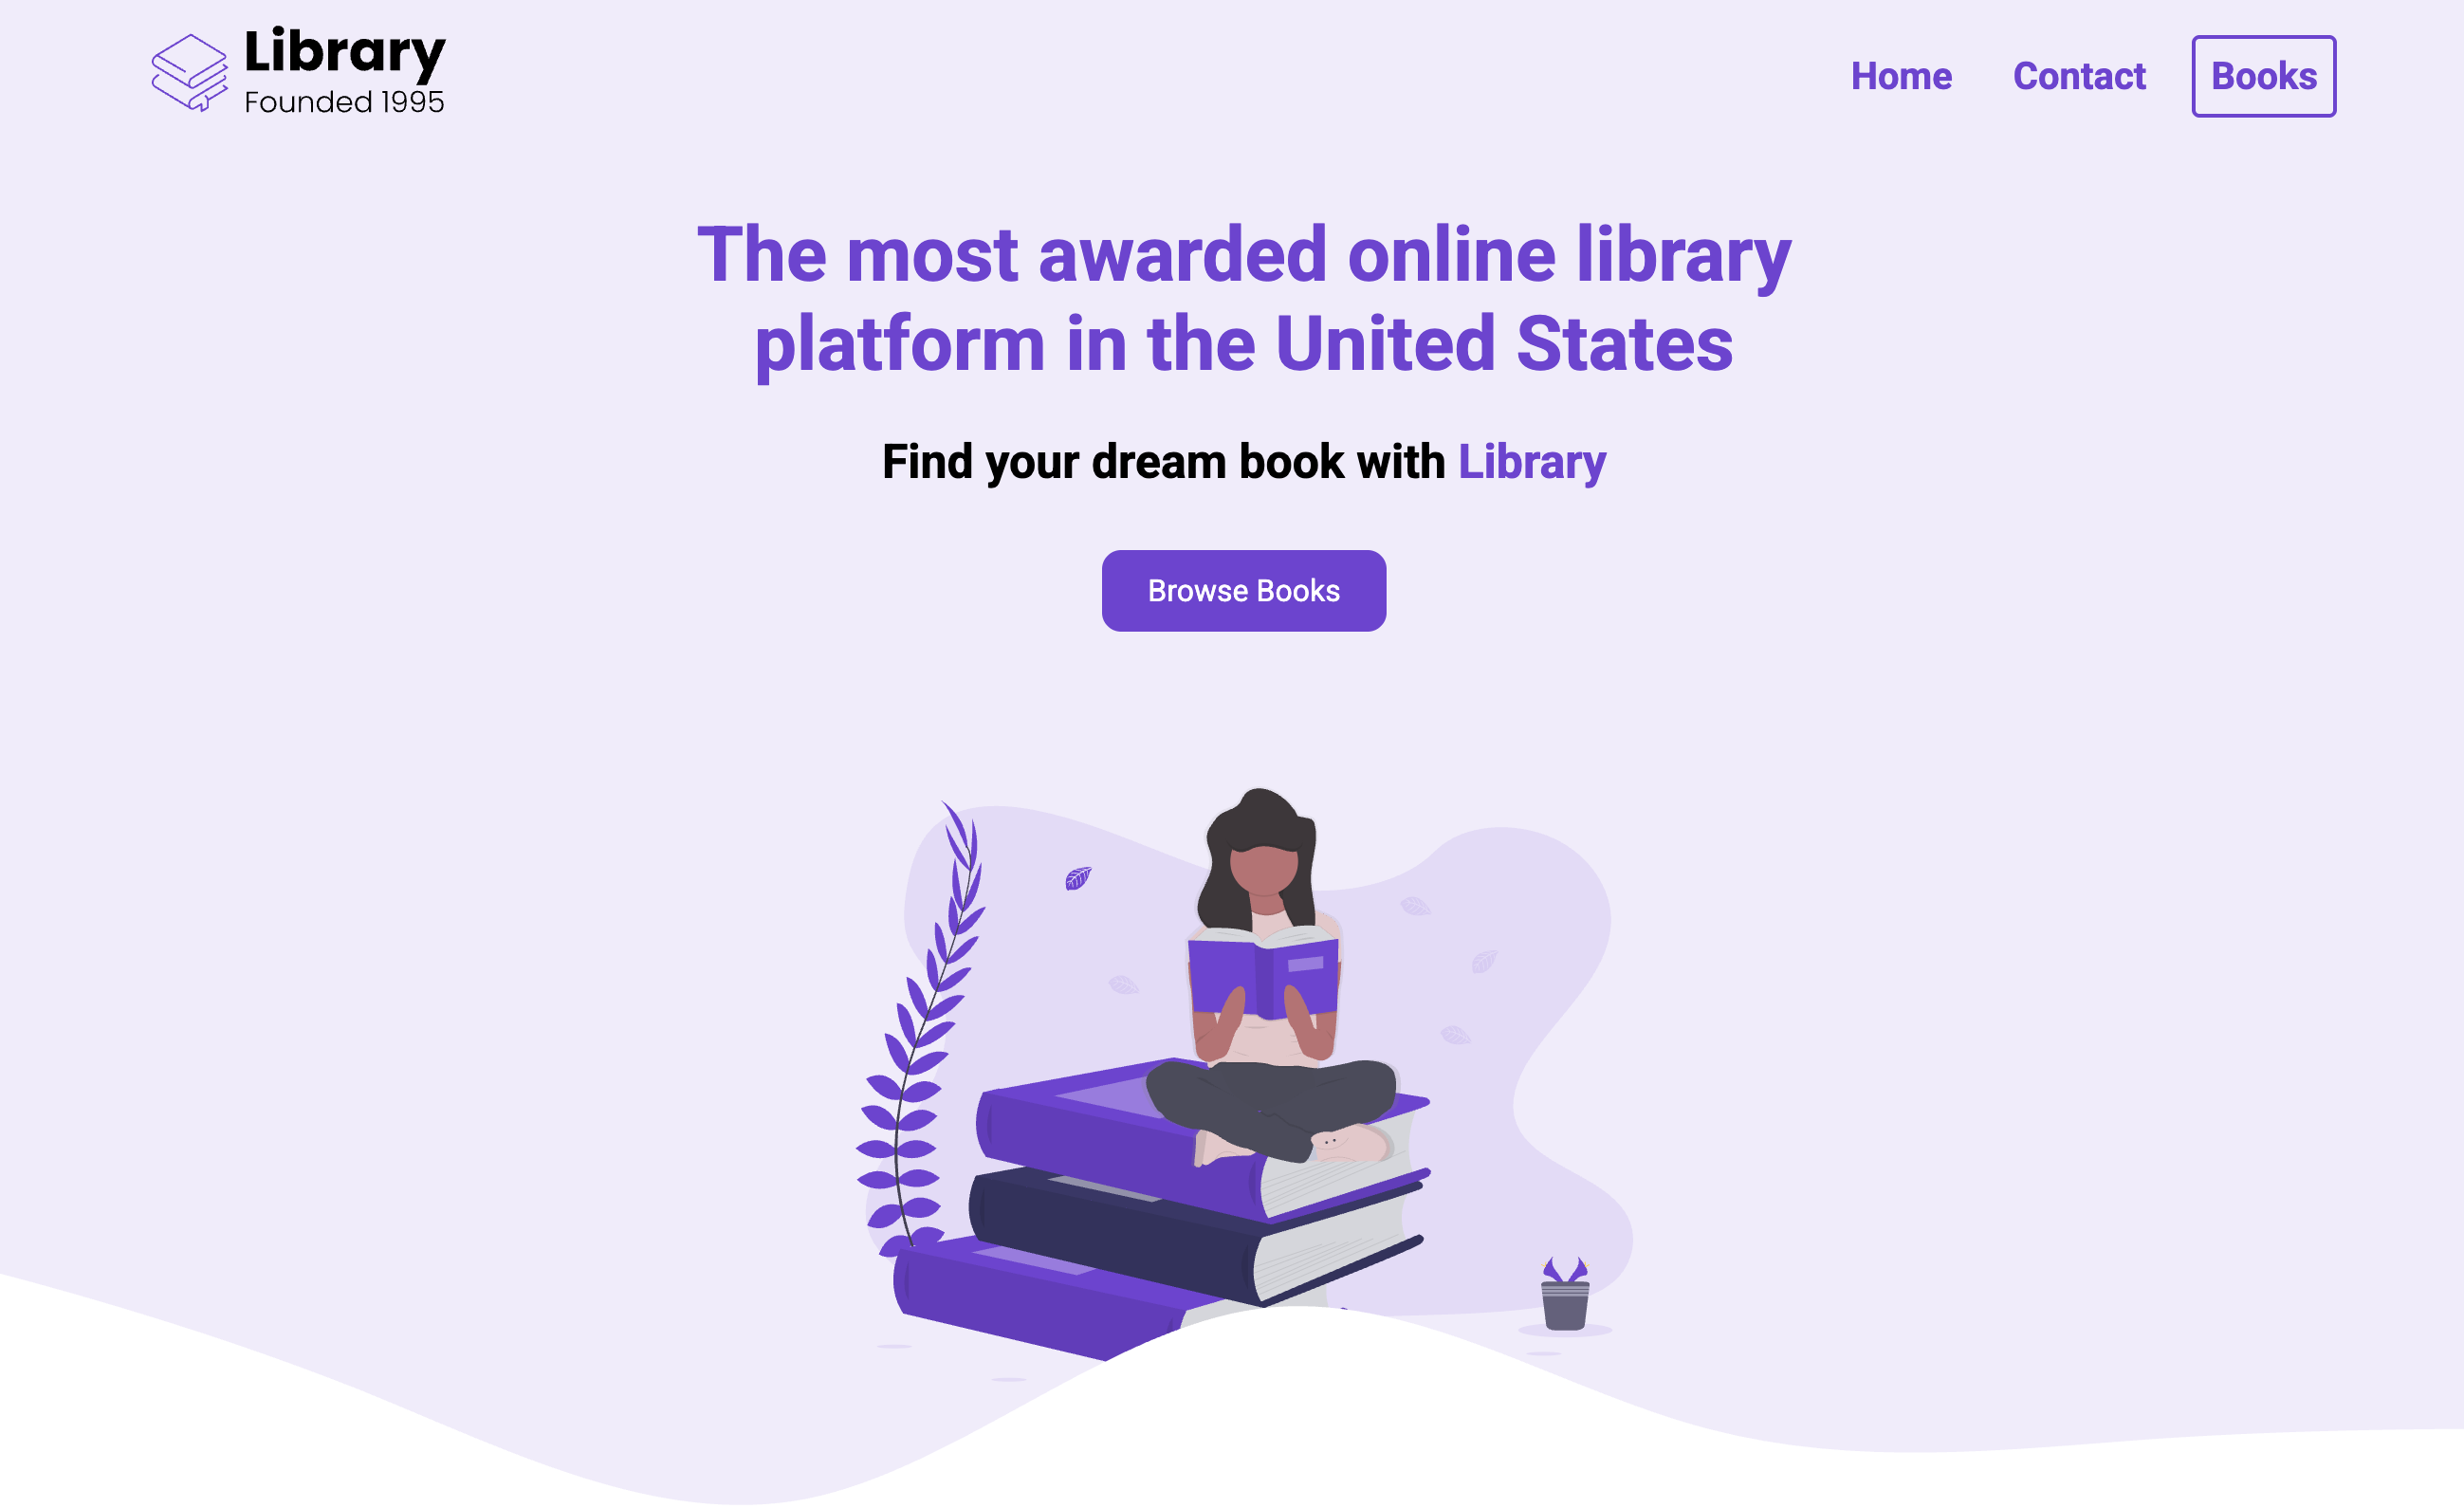 Library
Founded 1995
Home
Contact
Books
The most awarded online library
platform in the United States
Find your dream book with Library
Browse Books